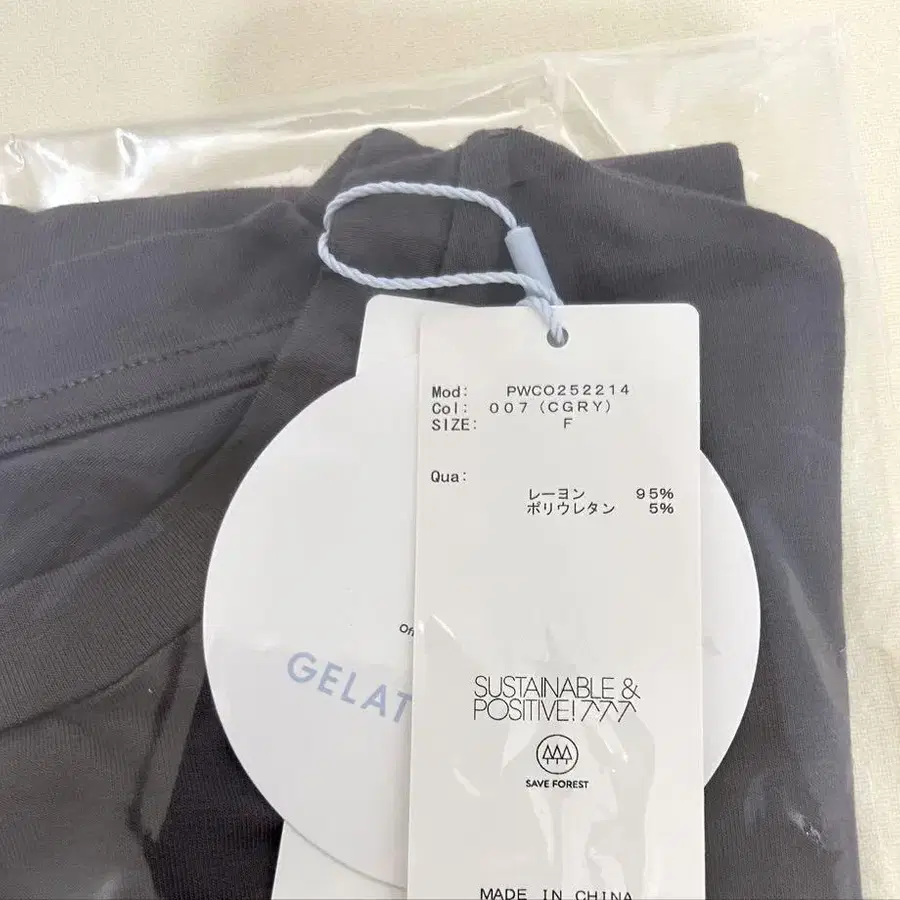 Mod: PWCO252214
Col: 007 (CGRY)
SIZE: F
Qua:
レーヨン 95%
ポリウレタン 5%
GELAT
SUSTAINABLE &
POSITIVE! 777
SAVE FOREST
MADE IN CHINA